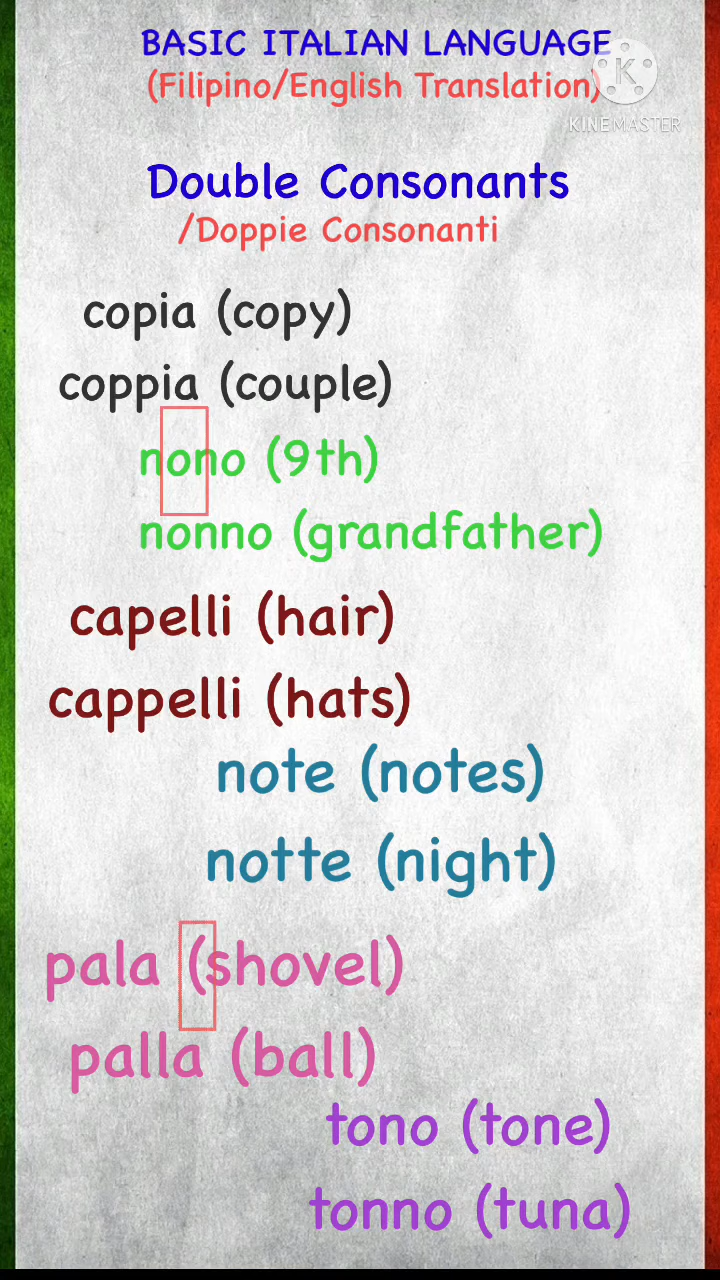 BASIC ITALIAN LANGUAGE
(Filipino/English Translation)
K
KINEMASTER
Double Consonants
/Doppie Consonanti
copia (copy)
coppia (couple)
nono (9th)
nonno (grandfather)
capelli (hair)
cappelli (hats)
note (notes)
notte (night)
pala (shovel)
palla (ball)
tono (tone)
tonno (tuna)